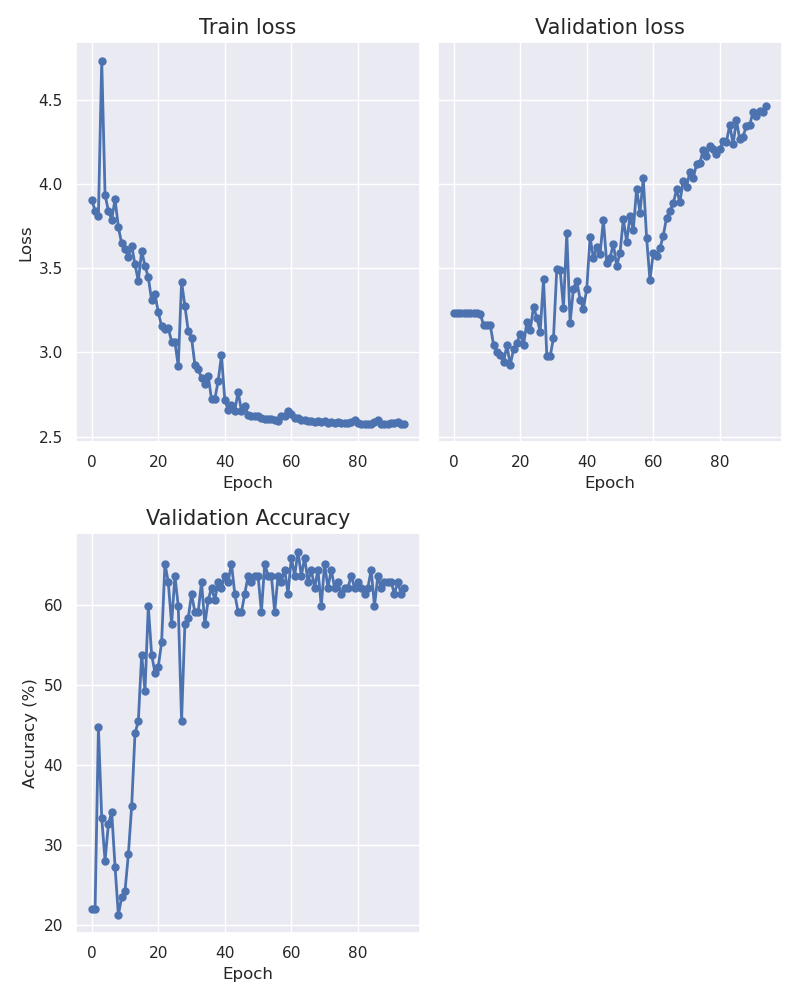 Train loss
Validation loss
Loss
4.5
4.0
3.5
3.0
2.5
0 20 40 60 80
0 20 40 60 80
Epoch
Epoch
Validation Accuracy
Accuracy (%)
60
50
40
30
20
0 20 40 60 80
Epoch